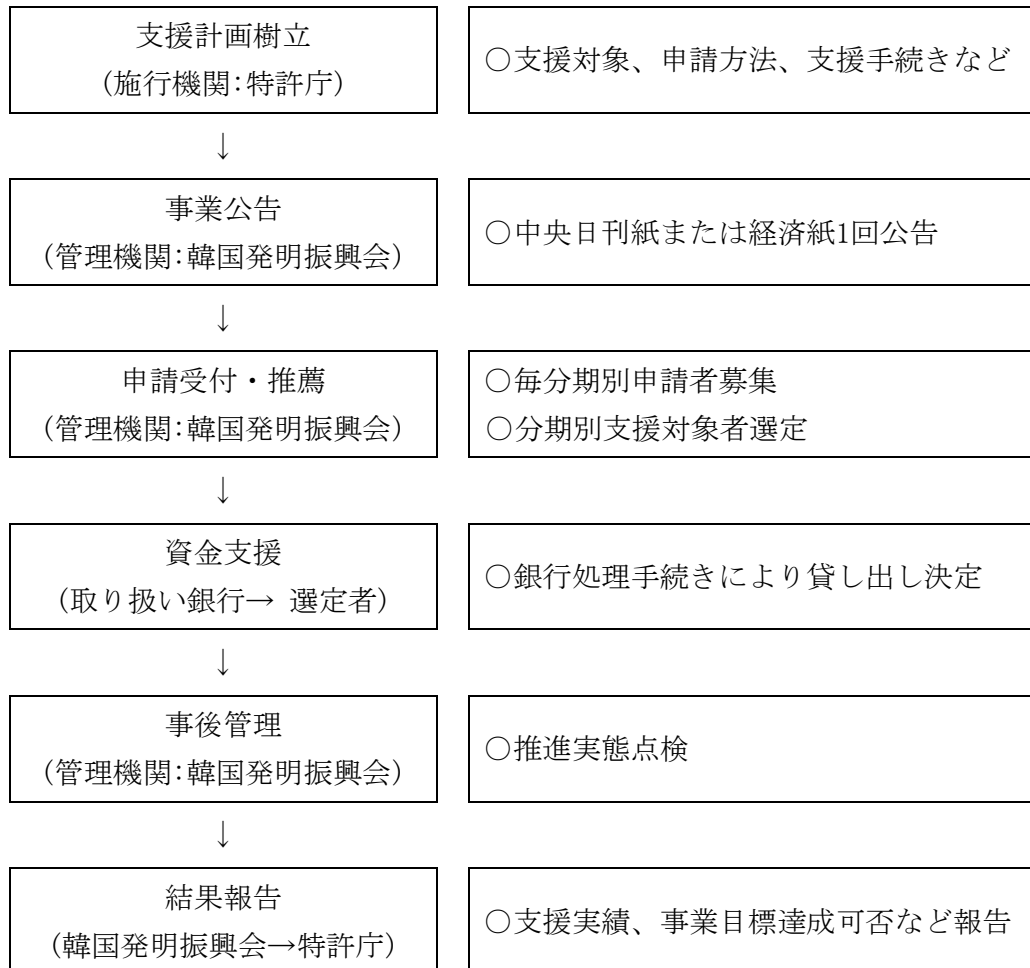 支援計画樹立
(施行機関:特許庁)
○支援対象、申請方法、支援手続きなど
↓
事業公告
(管理機関:韓国発明振興会)
○中央日刊紙または経済紙1回公告
↓
申請受付・推薦
(管理機関:韓国発明振興会)
○毎分期別申請者募集
○分期別支援対象者選定
↓
資金支援
(取り扱い銀行→ 選定者)
○銀行処理手続きにより貸し出し決定
↓
事後管理
(管理機関:韓国発明振興会)
○推進実態点検
↓
結果報告
(韓国発明振興会→特許庁)
○支援実績、事業目標達成可否など報告